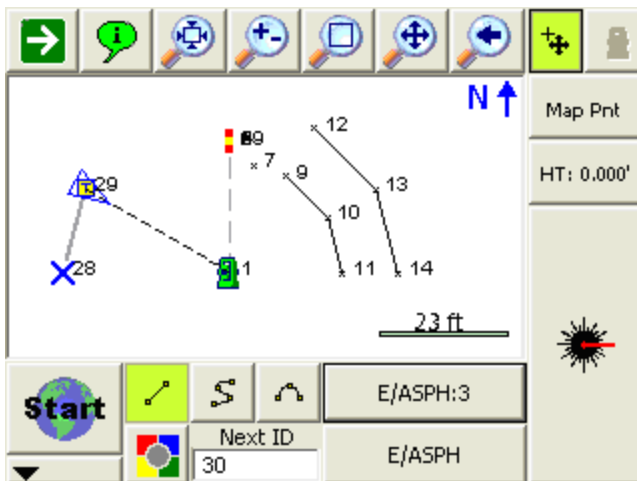 i
N
12
7
9
13
29
10
28
1
11
14
23 ft
Map Pnt
HT: 0.000'
Start
E/ASPH:3
Next ID
30
E/ASPH